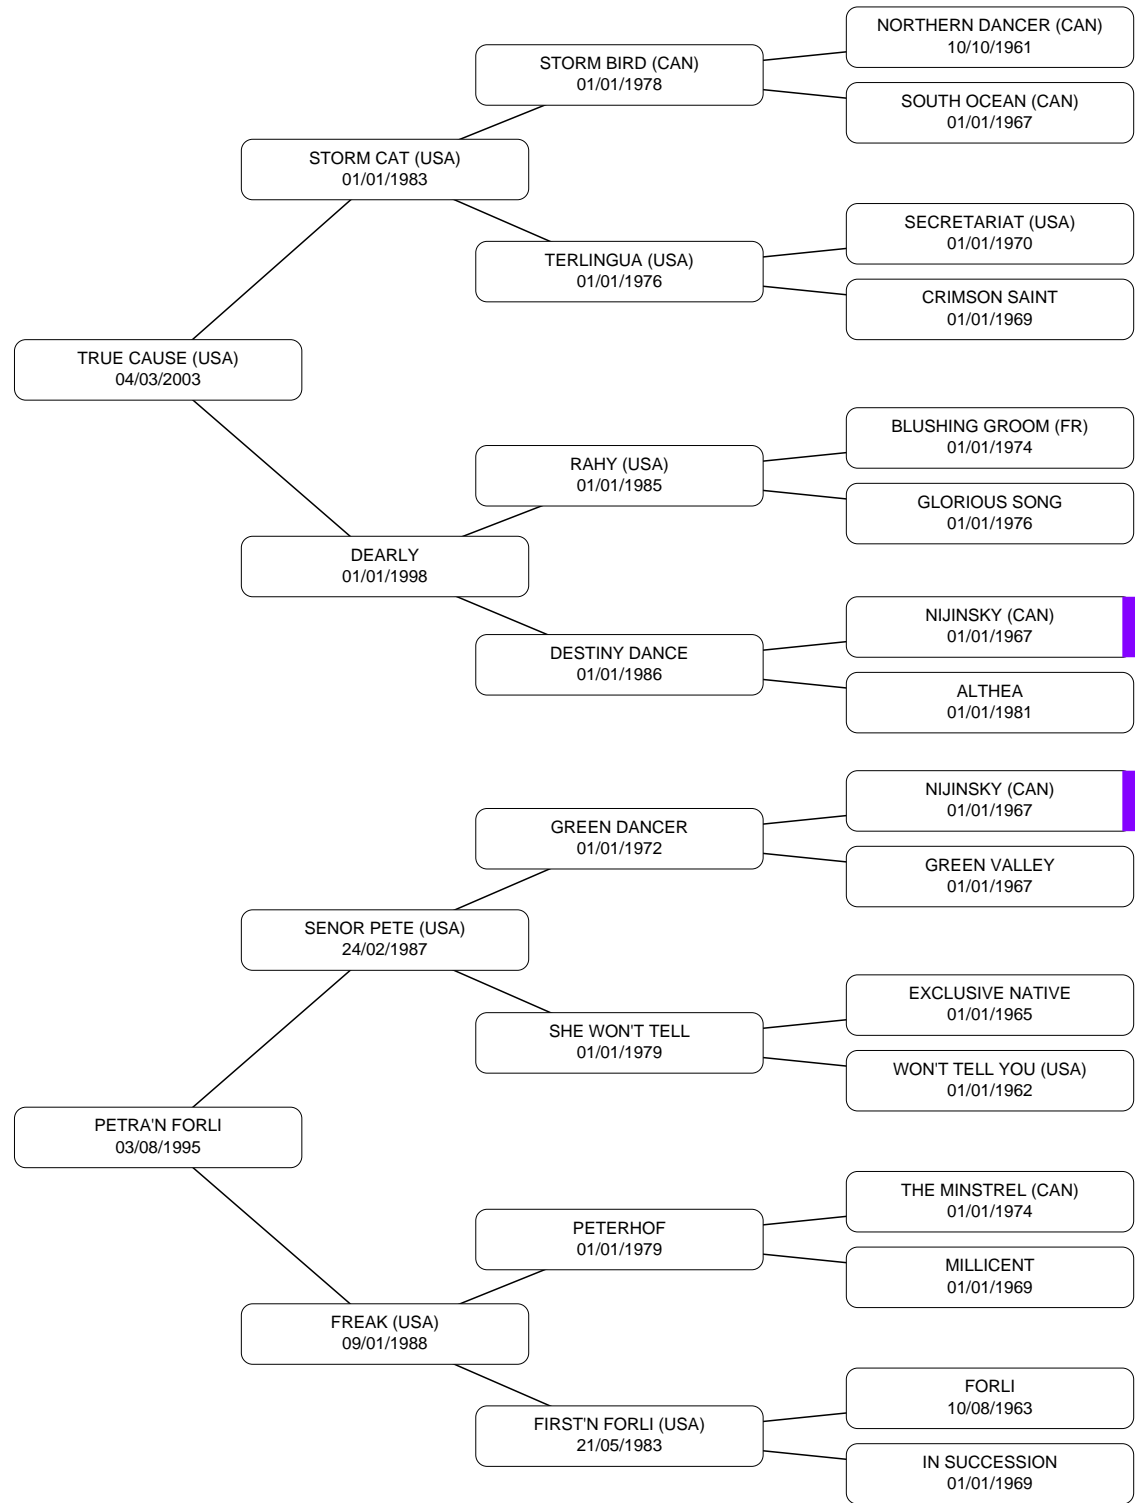 NORTHERN DANCER (CAN)
10/10/1961
STORM BIRD (CAN)
01/01/1978
SOUTH OCEAN (CAN)
01/01/1967
STORM CAT (USA)
01/01/1983
SECRETARIAT (USA)
01/01/1970
TERLINGUA (USA)
01/01/1976
CRIMSON SAINT
01/01/1969
TRUE CAUSE (USA)
04/03/2003
BLUSHING GROOM (FR)
01/01/1974
RAHY (USA)
01/01/1985
GLORIOUS SONG
01/01/1976
DEARLY
01/01/1998
NIJINSKY (CAN)
01/01/1967
DESTINY DANCE
01/01/1986
ALTHEA
01/01/1981
NIJINSKY (CAN)
01/01/1967
GREEN DANCER
01/01/1972
GREEN VALLEY
01/01/1967
SENOR PETE (USA)
24/02/1987
EXCLUSIVE NATIVE
01/01/1965
SHE WON'T TELL
01/01/1979
WON'T TELL YOU (USA)
01/01/1962
PETRA'N FORLI
03/08/1995
THE MINSTREL (CAN)
01/01/1974
PETERHOF
01/01/1979
MILLICENT
01/01/1969
FREAK (USA)
09/01/1988
FORLI
10/08/1963
FIRST'N FORLI (USA)
21/05/1983
IN SUCCESSION
01/01/1969